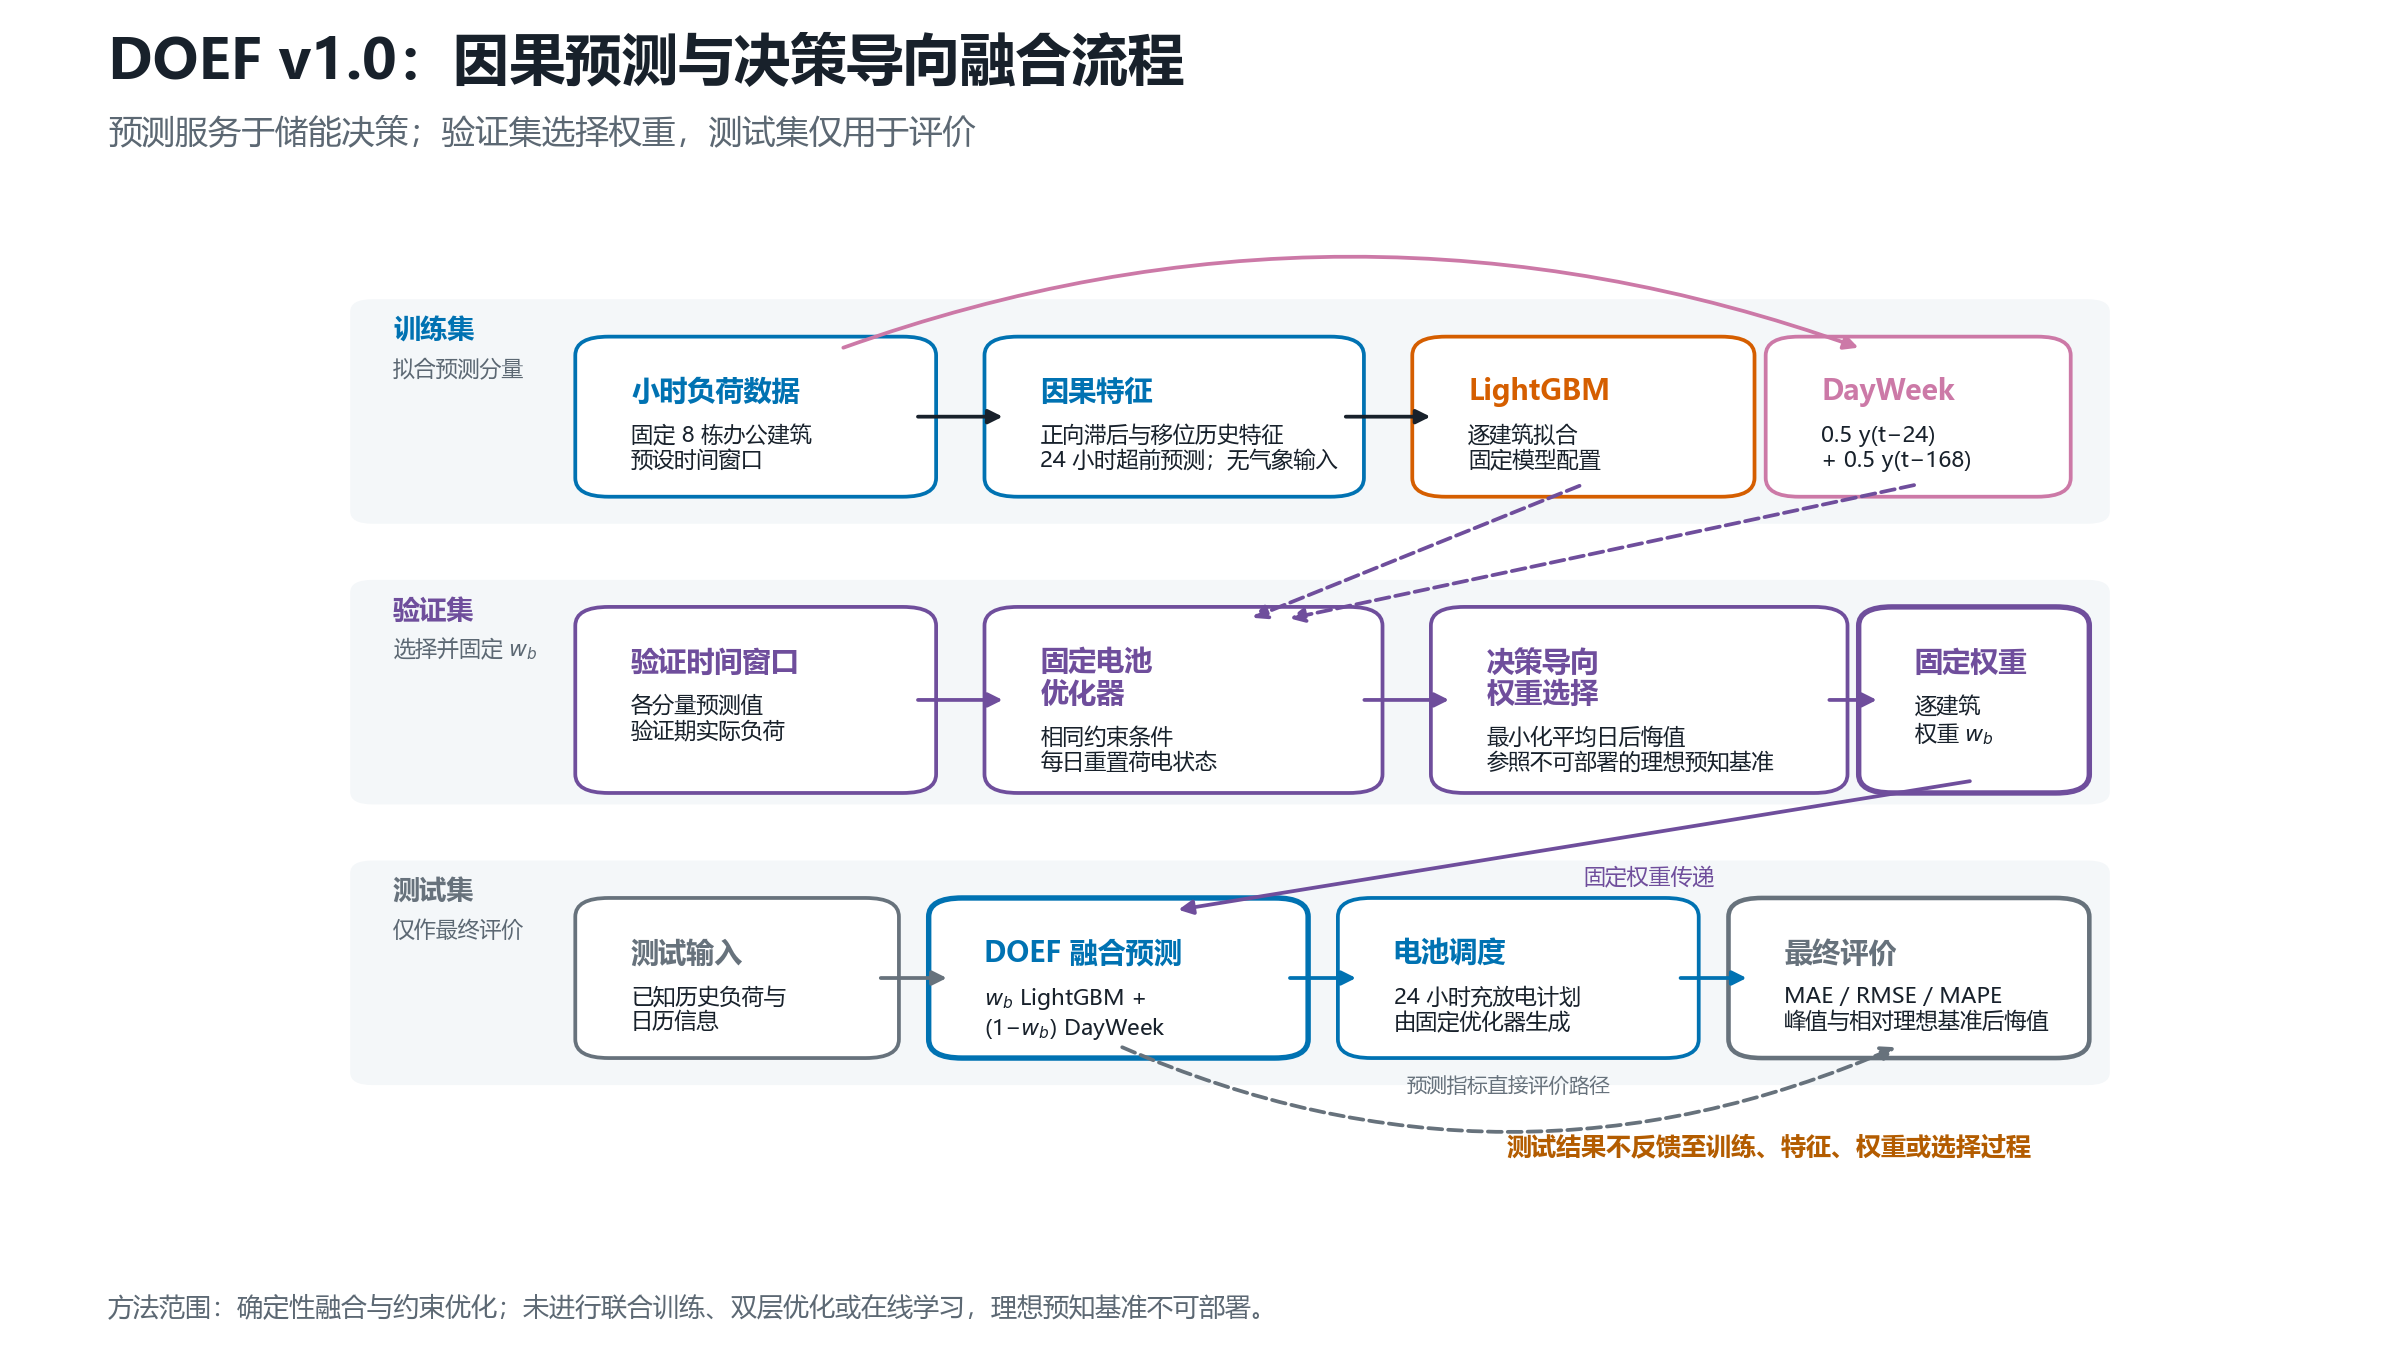 DOEF v1.0：因果预测与决策导向融合流程
预测服务于储能决策；验证集选择权重，测试集仅用于评价
训练集
拟合预测分量
小时负荷数据
固定 8 栋办公建筑
预设时间窗口
因果特征
正向滞后与移位历史特征
24 小时超前预测；无气象输入
LightGBM
逐建筑拟合
固定模型配置
DayWeek
0.5 y(t−24)
+ 0.5 y(t−168)
验证集
选择并固定 w_b
验证时间窗口
各分量预测值
验证期实际负荷
固定电池
优化器
相同约束条件
每日重置荷电状态
决策导向
权重选择
最小化平均日后悔值
参照不可部署的理想预知基准
固定权重
逐建筑
权重 w_b
固定权重传递
测试集
仅作最终评价
测试输入
已知历史负荷与
日历信息
DOEF 融合预测
w_b LightGBM +
(1−w_b) DayWeek
电池调度
24 小时充放电计划
由固定优化器生成
最终评价
MAE / RMSE / MAPE
峰值与相对理想基准后悔值
预测指标直接评价路径
测试结果不反馈至训练、特征、权重或选择过程
方法范围：确定性融合与约束优化；未进行联合训练、双层优化或在线学习，理想预知基准不可部署。